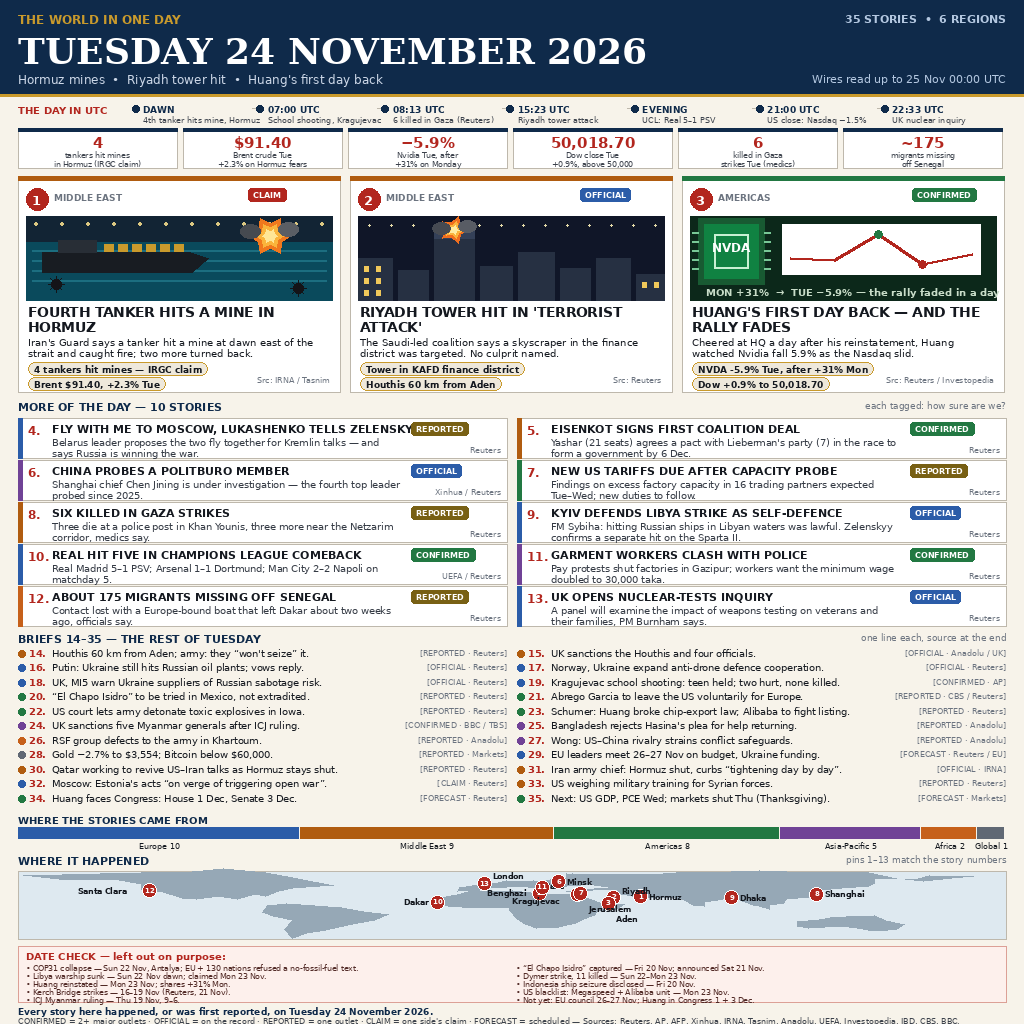 THE WORLD IN ONE DAY
35 STORIES • 6 REGIONS
TUESDAY 24 NOVEMBER 2026
Hormuz mines • Riyadh tower hit • Huang's first day back
Wires read up to 25 Nov 00:00 UTC
THE DAY IN UTC
DAWN
4th tanker hits mine, Hormuz
07:00 UTC
School shooting, Kragujevac
08:13 UTC
6 killed in Gaza (Reuters)
15:23 UTC
Riyadh tower attack
EVENING
UCL: Real 5–1 PSV
21:00 UTC
US close: Nasdaq −1.5%
22:33 UTC
UK nuclear inquiry
4
tankers hit mines
in Hormuz (IRGC claim)
$91.40
Brent crude Tue
+2.3% on Hormuz fears
−5.9%
Nvidia Tue, after
+31% on Monday
50,018.70
Dow close Tue
+0.9%, above 50,000
6
killed in Gaza
strikes Tue (medics)
~175
migrants missing
off Senegal
1 MIDDLE EAST
CLAIM
FOURTH TANKER HITS A MINE IN
HORMUZ
Iran's Guard says a tanker hit a mine at dawn east of the
strait and caught fire; two more turned back.
4 tankers hit mines — IRGC claim
Brent $91.40, +2.3% Tue
Src: IRNA / Tasnim
2 MIDDLE EAST
OFFICIAL
RIYADH TOWER HIT IN 'TERRORIST
ATTACK'
The Saudi-led coalition says a skyscraper in the finance
district was targeted. No culprit named.
Tower in KAFD finance district
Houthis 60 km from Aden
Src: Reuters
3 AMERICAS
CONFIRMED
NVDA
MON +31% → TUE −5.9% — the rally faded in a day
HUANG'S FIRST DAY BACK — AND THE
RALLY FADES
Cheered at HQ a day after his reinstatement, Huang
watched Nvidia fall 5.9% as the Nasdaq slid.
NVDA -5.9% Tue, after +31% Mon
Dow +0.9% to 50,018.70
Src: Reuters / Investopedia
MORE OF THE DAY — 10 STORIES
each tagged: how sure are we?
4. FLY WITH ME TO MOSCOW, LUKASHENKO TELLS ZELENSKY
REPORTED
Belarus leader proposes the two fly together for Kremlin talks — and
says Russia is winning the war.
Reuters
5. EISENKOT SIGNS FIRST COALITION DEAL
CONFIRMED
Yashar (21 seats) agrees a pact with Lieberman's party (7) in the race to
form a government by 6 Dec.
Reuters
6. CHINA PROBES A POLITBURO MEMBER
OFFICIAL
Shanghai chief Chen Jining is under investigation — the fourth top leader
probed since 2025.
Xinhua / Reuters
7. NEW US TARIFFS DUE AFTER CAPACITY PROBE
REPORTED
Findings on excess factory capacity in 16 trading partners expected
Tue–Wed; new duties to follow.
Reuters
8. SIX KILLED IN GAZA STRIKES
REPORTED
Three die at a police post in Khan Younis, three more near the Netzarim
corridor, medics say.
Reuters
9. KYIV DEFENDS LIBYA STRIKE AS SELF-DEFENCE
OFFICIAL
FM Sybiha: hitting Russian ships in Libyan waters was lawful. Zelenskyy
confirms a separate hit on the Sparta II.
Reuters
10. REAL HIT FIVE IN CHAMPIONS LEAGUE COMEBACK
CONFIRMED
Real Madrid 5–1 PSV; Arsenal 1–1 Dortmund; Man City 2–2 Napoli on
matchday 5.
UEFA / Reuters
11. GARMENT WORKERS CLASH WITH POLICE
CONFIRMED
Pay protests shut factories in Gazipur; workers want the minimum wage
doubled to 30,000 taka.
Reuters
12. ABOUT 175 MIGRANTS MISSING OFF SENEGAL
REPORTED
Contact lost with a Europe-bound boat that left Dakar about two weeks
ago, officials say.
Reuters
13. UK OPENS NUCLEAR-TESTS INQUIRY
OFFICIAL
A panel will examine the impact of weapons testing on veterans and
their families, PM Burnham says.
Reuters
BRIEFS 14–35 — THE REST OF TUESDAY
one line each, source at the end
14. Houthis 60 km from Aden; army: they “won't seize” it. [REPORTED · Reuters]
15. UK sanctions the Houthis and four officials. [OFFICIAL · Anadolu / UK]
16. Putin: Ukraine still hits Russian oil plants; vows reply. [OFFICIAL · Reuters]
17. Norway, Ukraine expand anti-drone defence cooperation. [OFFICIAL · Reuters]
18. UK, MI5 warn Ukraine suppliers of Russian sabotage risk. [OFFICIAL · Reuters]
19. Kragujevac school shooting: teen held; two hurt, none killed. [CONFIRMED · AP]
20. “El Chapo Isidro” to be tried in Mexico, not extradited. [REPORTED · Reuters]
21. Abrego Garcia to leave the US voluntarily for Europe. [REPORTED · CBS / Reuters]
22. US court lets army detonate toxic explosives in Iowa. [REPORTED · Reuters]
23. Schumer: Huang broke chip-export law; Alibaba to fight listing. [REPORTED · Reuters]
24. UK sanctions five Myanmar generals after ICJ ruling. [CONFIRMED · BBC / TBS]
25. Bangladesh rejects Hasina's plea for help returning. [REPORTED · Anadolu]
26. RSF group defects to the army in Khartoum. [REPORTED · Anadolu]
27. Wong: US–China rivalry strains conflict safeguards. [REPORTED · Anadolu]
28. Gold −2.7% to $3,554; Bitcoin below $60,000. [REPORTED · Markets]
29. EU leaders meet 26–27 Nov on budget, Ukraine funding. [FORECAST · Reuters / EU]
30. Qatar working to revive US–Iran talks as Hormuz stays shut. [REPORTED · Reuters]
31. Iran army chief: Hormuz shut, curbs “tightening day by day”. [OFFICIAL · IRNA]
32. Moscow: Estonia's acts “on verge of triggering open war”. [CLAIM · Reuters]
33. US weighing military training for Syrian forces. [REPORTED · Reuters]
34. Huang faces Congress: House 1 Dec, Senate 3 Dec. [FORECAST · Reuters]
35. Next: US GDP, PCE Wed; markets shut Thu (Thanksgiving). [FORECAST · Markets]
WHERE THE STORIES CAME FROM
Europe 10
Middle East 9
Americas 8
Asia-Pacific 5
Africa 2
Global 1
WHERE IT HAPPENED
pins 1–13 match the story numbers
Santa Clara
12
13
London
Benghazi
11
6
Minsk
Kragujevac
7
Dakar
10
Riyadh
3
Jerusalem
Aden
1
Hormuz
9
Dhaka
8
Shanghai
DATE CHECK — left out on purpose:
• COP31 collapse — Sun 22 Nov, Antalya; EU + 130 nations refused a no-fossil-fuel text.
• Libya warship sunk — Sun 22 Nov dawn; claimed Mon 23 Nov.
• Huang reinstated — Mon 23 Nov; shares +31% Mon.
• Kerch Bridge strikes — 16–19 Nov (Reuters, 21 Nov).
• ICJ Myanmar ruling — Thu 19 Nov, 9–6.
• “El Chapo Isidro” captured — Fri 20 Nov; announced Sat 21 Nov.
• Dymer strike, 11 killed — Sun 22–Mon 23 Nov.
• Indonesia ship seizure disclosed — Fri 20 Nov.
• US blacklist: Megaspeed + Alibaba unit — Mon 23 Nov.
• Not yet: EU council 26–27 Nov; Huang in Congress 1 + 3 Dec.
Every story here happened, or was first reported, on Tuesday 24 November 2026.
CONFIRMED = 2+ major outlets · OFFICIAL = on the record · REPORTED = one outlet · CLAIM = one side's claim · FORECAST = scheduled — Sources: Reuters, AP, AFP, Xinhua, IRNA, Tasnim, Anadolu, UEFA, Investopedia, IBD, CBS, BBC.